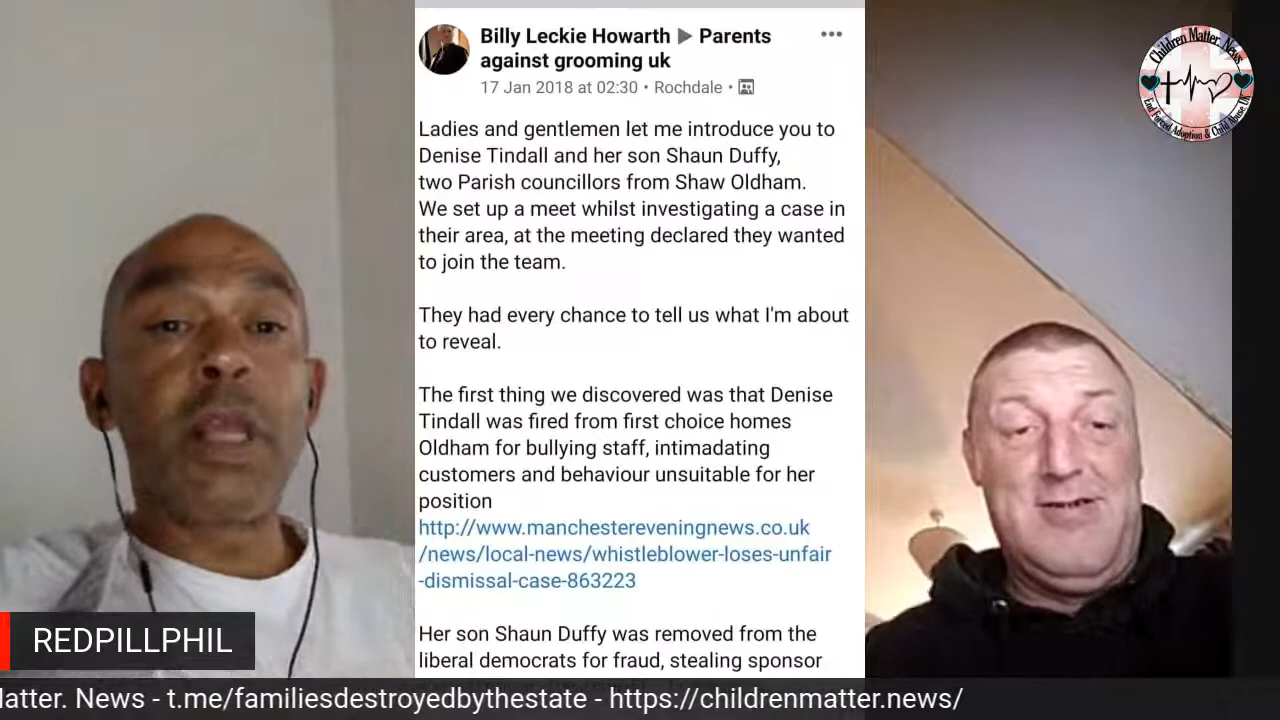 Billy Leckie Howarth ▶ Parents
against grooming uk
17 Jan 2018 at 02:30 • Rochdale •
Ladies and gentlemen let me introduce you to
Denise Tindall and her son Shaun Duffy,
two Parish councillors from Shaw Oldham.
We set up a meet whilst investigating a case in
their area, at the meeting declared they wanted
to join the team.
They had every chance to tell us what I'm about
to reveal.
The first thing we discovered was that Denise
Tindall was fired from first choice homes
Oldham for bullying staff, intimadating
customers and behaviour unsuitable for her
position
http://www.manchestereveningnews.co.uk
/news/local-news/whistleblower-loses-unfair
-dismissal-case-863223
Her son Shaun Duffy was removed from the
liberal democrats for fraud, stealing sponsor
Children Matter. News
End Forced Adoption & Child Abuse UK
REDPILLPHIL
Matter. News - t.me/familiesdestroyedbythestate - https://childrenmatter.news/